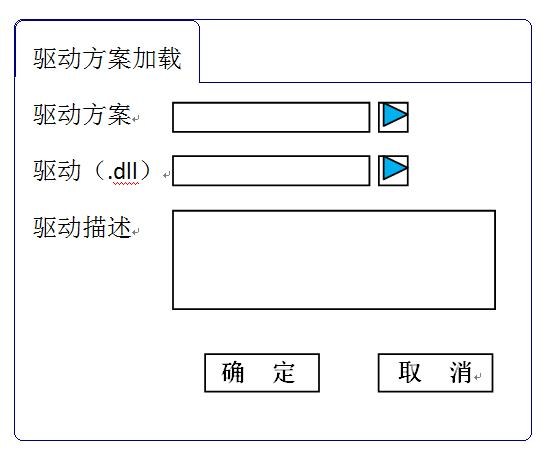 驱动方案加载
驱动方案
驱动（.dll）
驱动描述
确 定 取 消